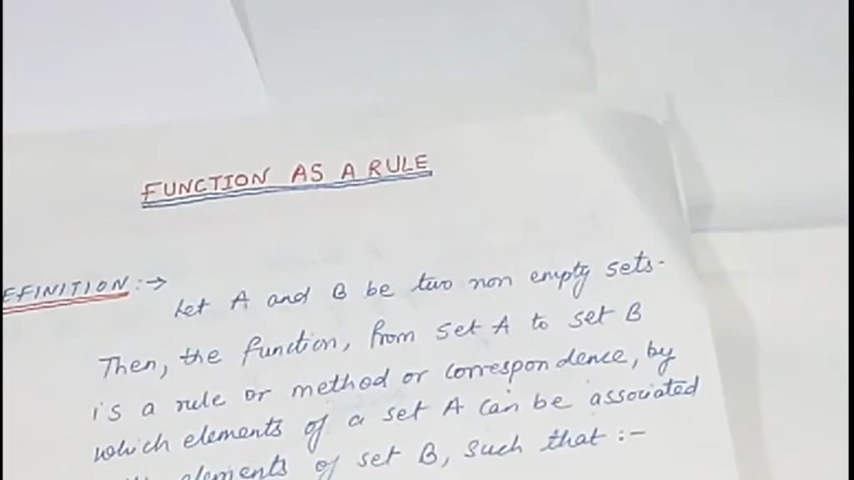 FUNCTION AS A RULE
EFINITION :→
Let A and B be two non empty sets.
Then, the function, from set A to set B
is a rule or method or correspondence, by
which elements of a set A can be associated
elements of set B, such that :-